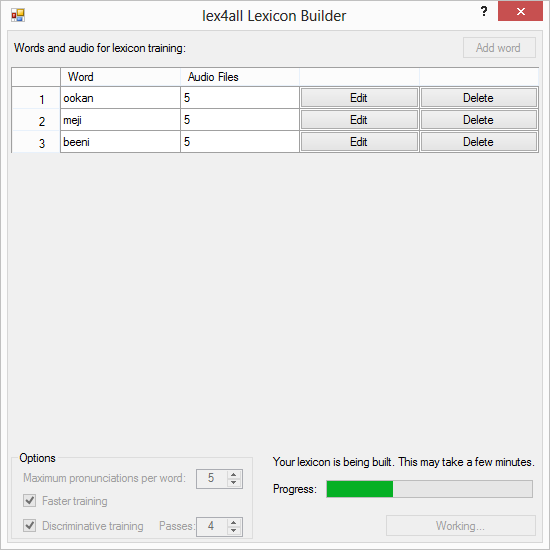 lex4all Lexicon Builder
?
Words and audio for lexicon training:
Add word
Word Audio Files
1 ookan 5 Edit Delete
2 meji 5 Edit Delete
3 beeni 5 Edit Delete
Options
Maximum pronunciations per word: 5
Faster training
Discriminative training Passes: 4
Your lexicon is being built. This may take a few minutes.
Progress:
Working...